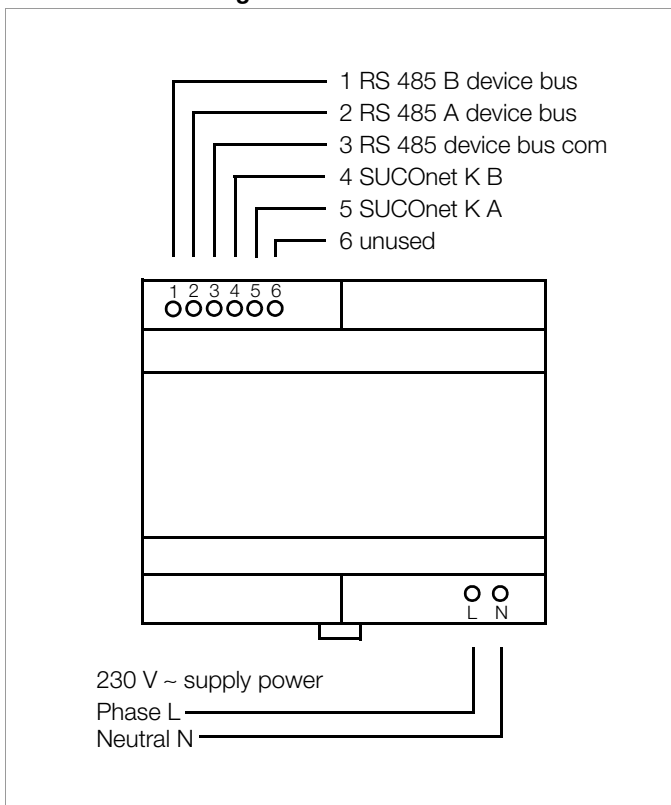 1 RS 485 B device bus
2 RS 485 A device bus
3 RS 485 device bus com
4 SUCOnet K B
5 SUCOnet K A
6 unused
1 2 3 4 5 6
L N
230 V ~ supply power
Phase L
Neutral N